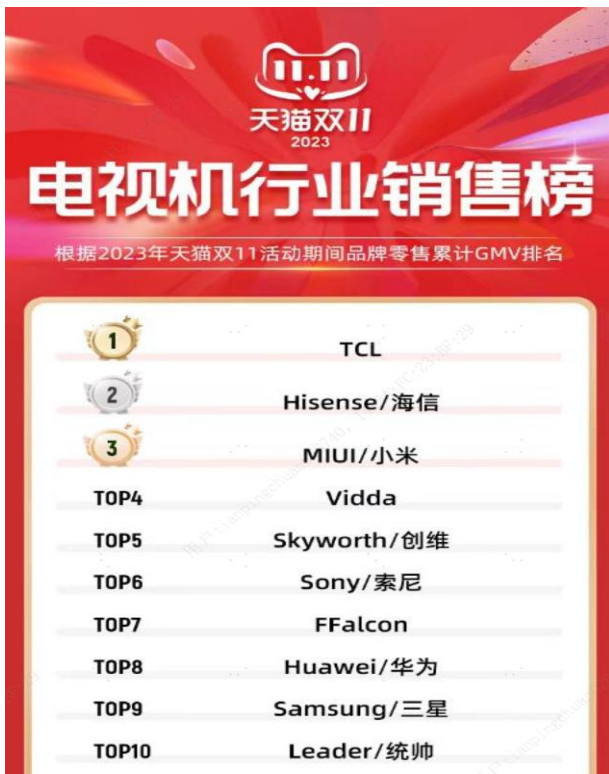 11.11
天猫双11
2023
电视机行业销售榜
根据2023年天猫双11活动期间品牌零售累计GMV排名
1 TCL
2 Hisense/海信
3 MIUI/小米
TOP4 Vidda
TOP5 Skyworth/创维
TOP6 Sony/索尼
TOP7 FFalcon
TOP8 Huawei/华为
TOP9 Samsung/三星
TOP10 Leader/统帅